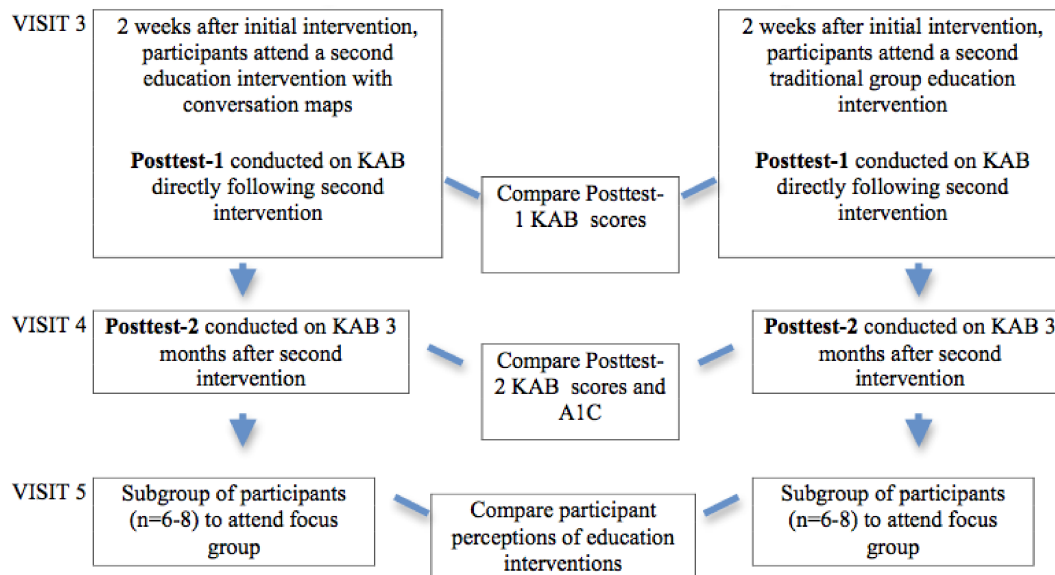 VISIT 3
2 weeks after initial intervention,
participants attend a second
education intervention with
conversation maps
Posttest-1 conducted on KAB
directly following second
intervention
Compare Posttest-
1 KAB scores
2 weeks after initial intervention,
participants attend a second
traditional group education
intervention
Posttest-1 conducted on KAB
directly following second
intervention
VISIT 4
Posttest-2 conducted on KAB 3
months after second
intervention
Compare Posttest-
2 KAB scores and
A1C
Posttest-2 conducted on KAB 3
months after second
intervention
VISIT 5
Subgroup of participants
(n=6-8) to attend focus
group
Compare participant
perceptions of education
interventions
Subgroup of participants
(n=6-8) to attend focus
group